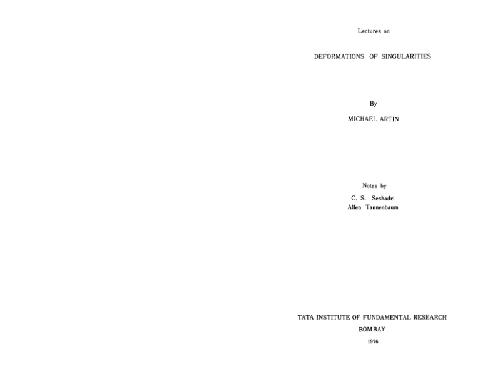 Lectures on
DEFORMATIONS OF SINGULARITIES
By
MICHAEL ARTIN
Notes by
C. S. Seshadri
Allen Tannenbaum
TATA INSTITUTE OF FUNDAMENTAL RESEARCH
BOMBAY
1976